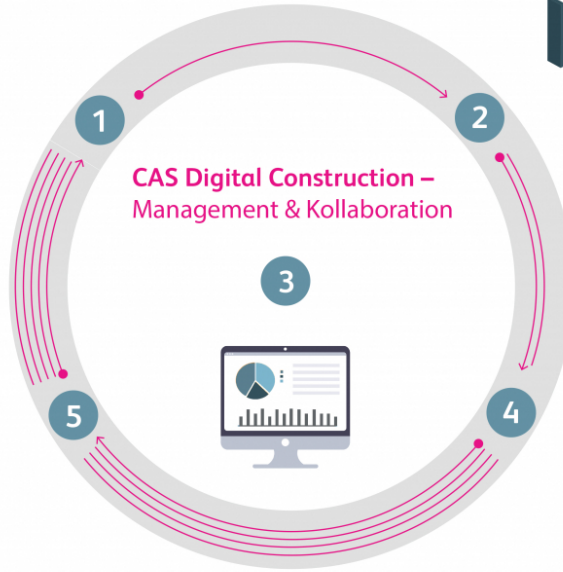 1
2
CAS Digital Construction –
Management & Kollaboration
3
5
4